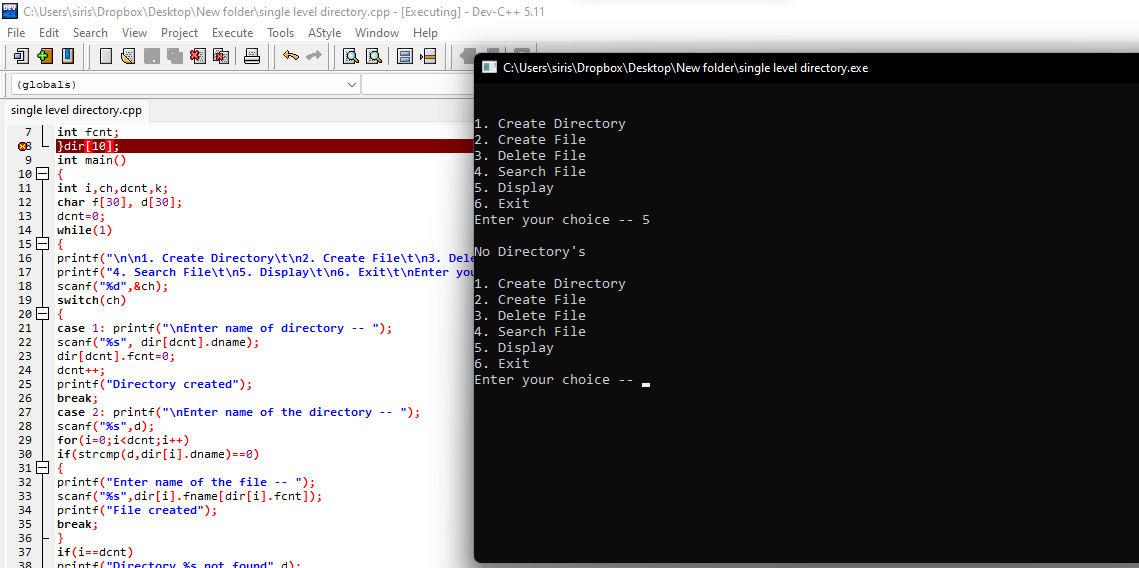 C:\Users\siris\Dropbox\Desktop\New folder\single level directory.cpp - [Executing] - Dev-C++ 5.11
File Edit Search View Project Execute Tools AStyle Window Help
(globals)
single level directory.cpp
7 int fcnt;
8 }dir[10];
9 int main()
10 {
11 int i,ch,dcnt,k;
12 char f[30], d[30];
13 dcnt=0;
14 while(1)
15 {
16 printf("\n\n1. Create Directory\t\n2. Create File\t\n3. Dele
17 printf("4. Search File\t\n5. Display\t\n6. Exit\t\nEnter you
18 scanf("%d",&ch);
19 switch(ch)
20 {
21 case 1: printf("\nEnter name of directory -- ");
22 scanf("%s", dir[dcnt].dname);
23 dir[dcnt].fcnt=0;
24 dcnt++;
25 printf("Directory created");
26 break;
27 case 2: printf("\nEnter name of the directory -- ");
28 scanf("%s",d);
29 for(i=0;i<dcnt;i++)
30 if(strcmp(d,dir[i].dname)==0)
31 {
32 printf("Enter name of the file -- ");
33 scanf("%s",dir[i].fname[dir[i].fcnt]);
34 printf("File created");
35 break;
36 }
37 if(i==dcnt)
38 printf("Directory %s not found",d);
C:\Users\siris\Dropbox\Desktop\New folder\single level directory.exe
1. Create Directory
2. Create File
3. Delete File
4. Search File
5. Display
6. Exit
Enter your choice -- 5
No Directory's
1. Create Directory
2. Create File
3. Delete File
4. Search File
5. Display
6. Exit
Enter your choice --